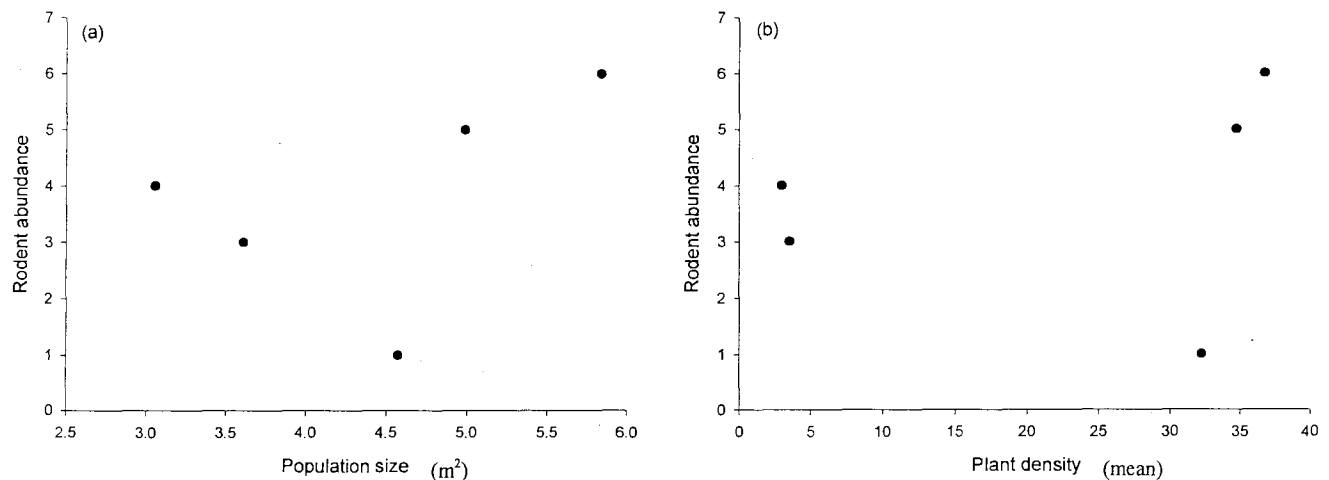 (a)
7
6
5
4
3
2
1
0
Rodent abundance
2.5 3.0 3.5 4.0 4.5 5.0 5.5 6.0
Population size (m²)
(b)
7
6
5
4
3
2
1
0
Rodent abundance
0 5 10 15 20 25 30 35 40
Plant density (mean)